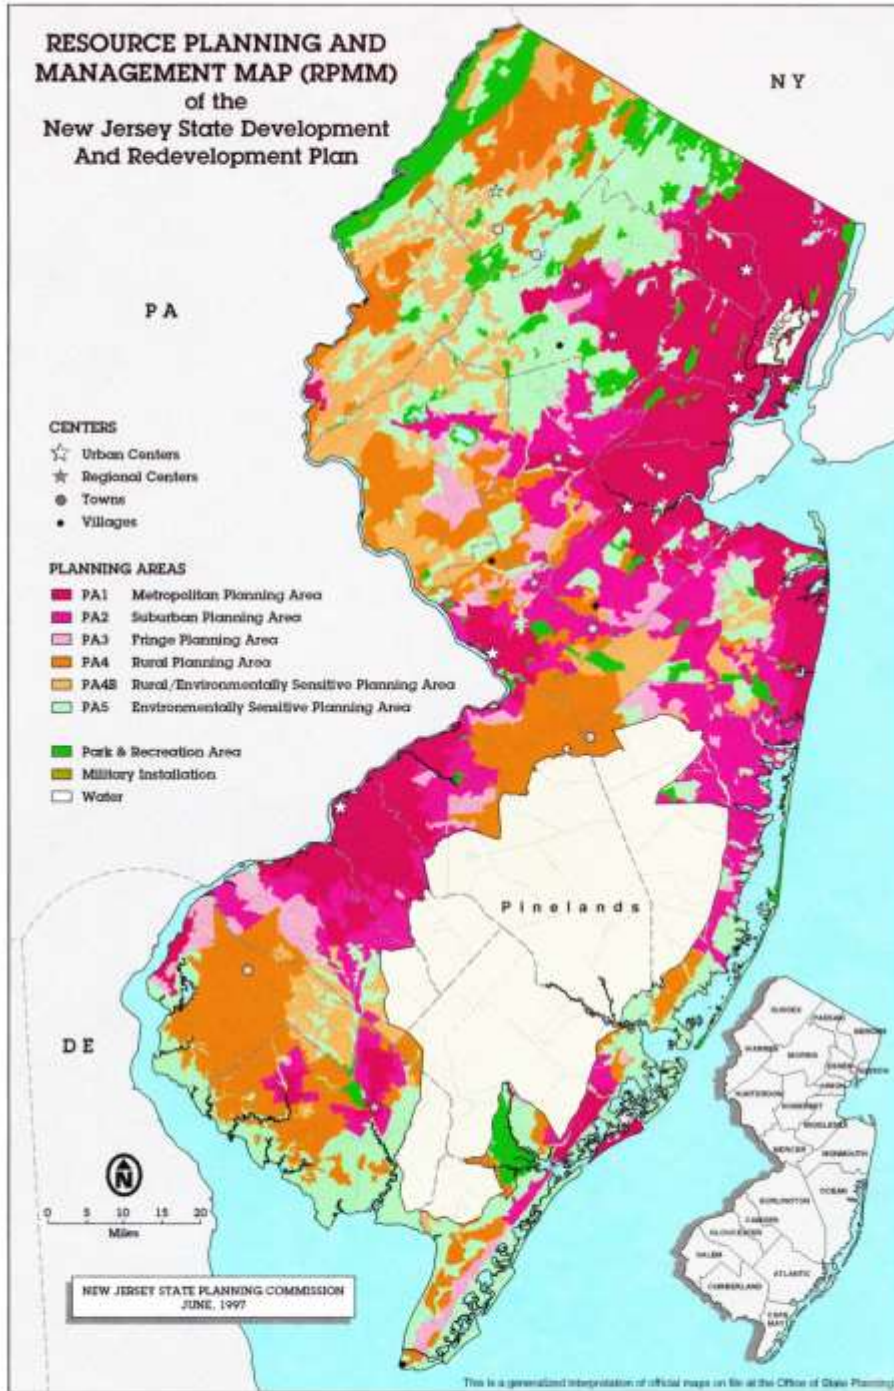 RESOURCE PLANNING AND
MANAGEMENT MAP (RPMM)
of the
New Jersey State Development
And Redevelopment Plan
NY
PA
CENTERS
Urban Centers
Regional Centers
Towns
Villages
PLANNING AREAS
PA1 Metropolitan Planning Area
PA2 Suburban Planning Area
PA3 Fringe Planning Area
PA4 Rural Planning Area
PA4B Rural/Environmentally Sensitive Planning Area
PA5 Environmentally Sensitive Planning Area
Park & Recreation Area
Military Installation
Water
Pinelands
DE
SUSSEX
PASSAIC
BERGEN
WARREN
MORRIS
ESSEX
HUDSON
UNION
HUNTERDON
SOMERSET
MIDDLESEX
MERCER
MONMOUTH
OCEAN
BURLINGTON
CAMDEN
GLOUCESTER
SALEM
ATLANTIC
CUMBERLAND
CAPE
MAY
0 5 10 15 20
Miles
NEW JERSEY STATE PLANNING COMMISSION
JUNE, 1997
This is a generalized interpretation of official maps on file at the Office of State Planning